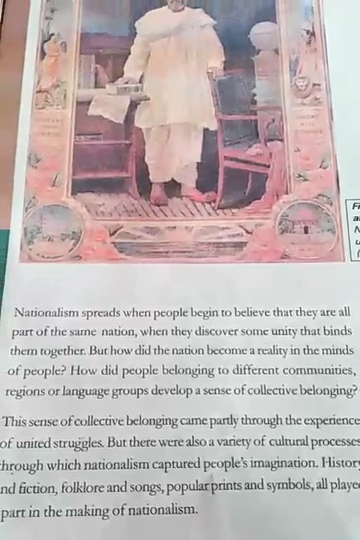 Nationalism spreads when people begin to believe that they are all
part of the same nation, when they discover some unity that binds
them together. But how did the nation become a reality in the minds
of people? How did people belonging to different communities,
regions or language groups develop a sense of collective belonging?
This sense of collective belonging came partly through the experience
of united struggles. But there were also a variety of cultural processes
through which nationalism captured people's imagination. History
and fiction, folklore and songs, popular prints and symbols, all played
part in the making of nationalism.